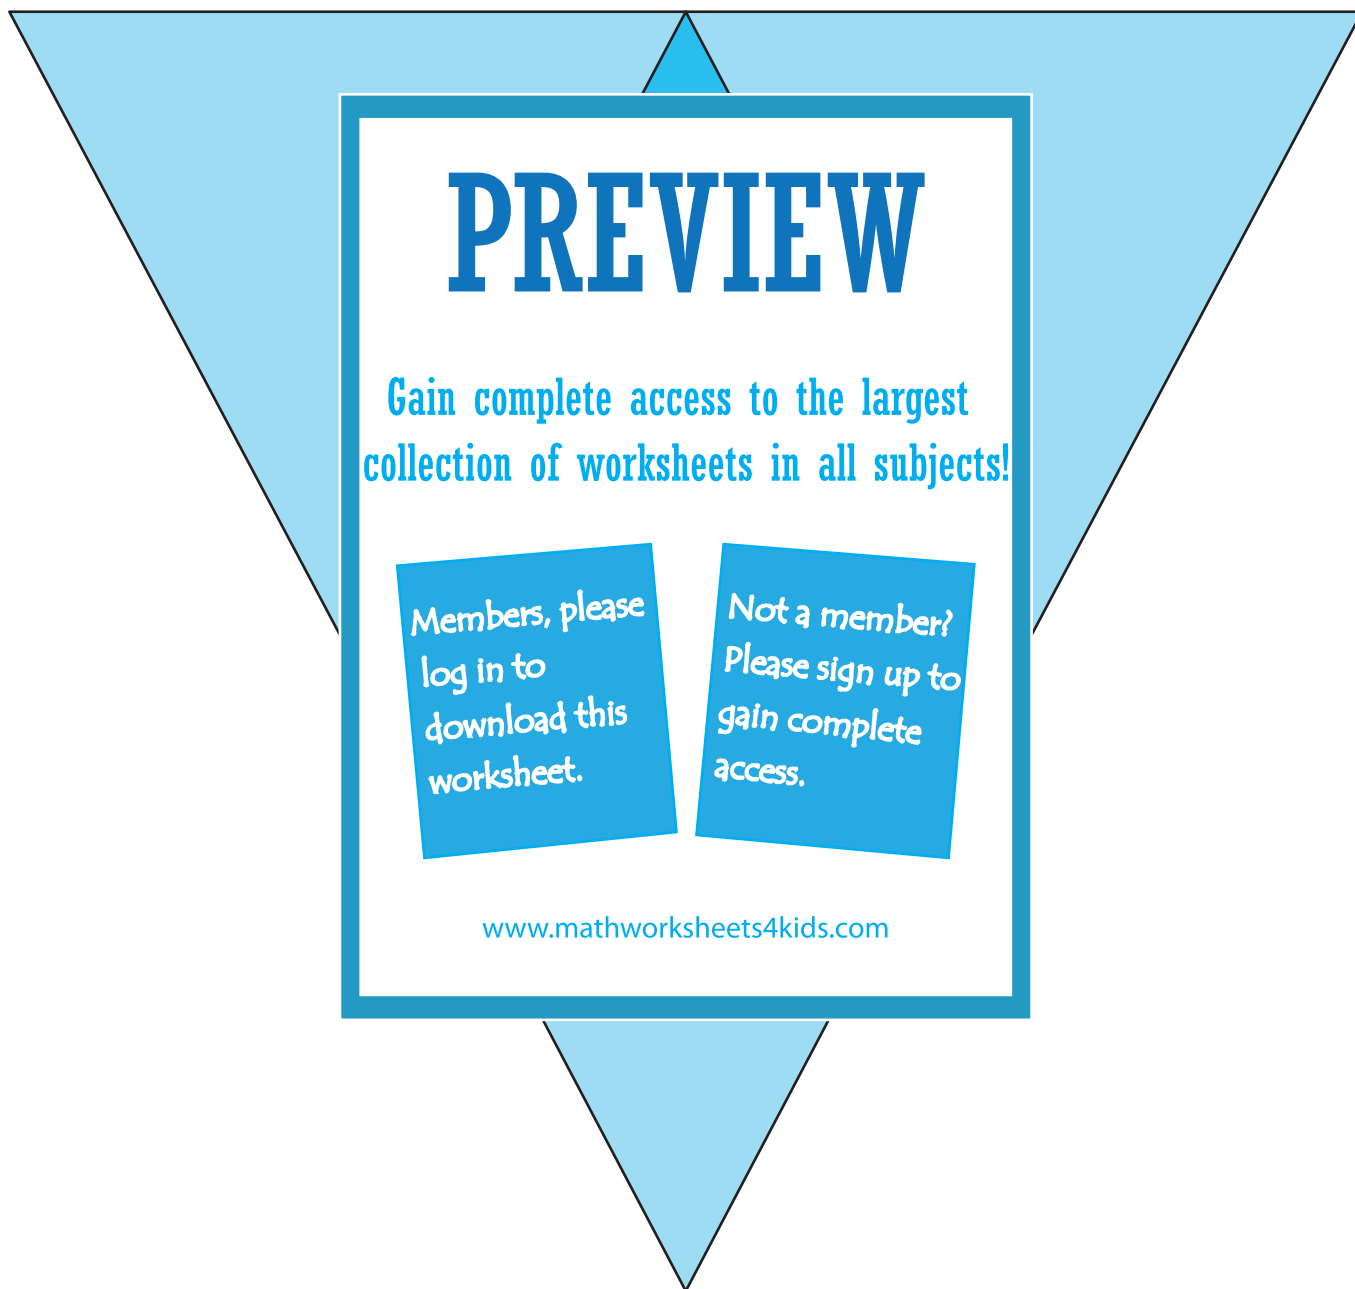 PREVIEW
Gain complete access to the largest
collection of worksheets in all subjects!
Members, please
log in to
download this
worksheet.
Not a member?
Please sign up to
gain complete
access.
www.mathworksheets4kids.com